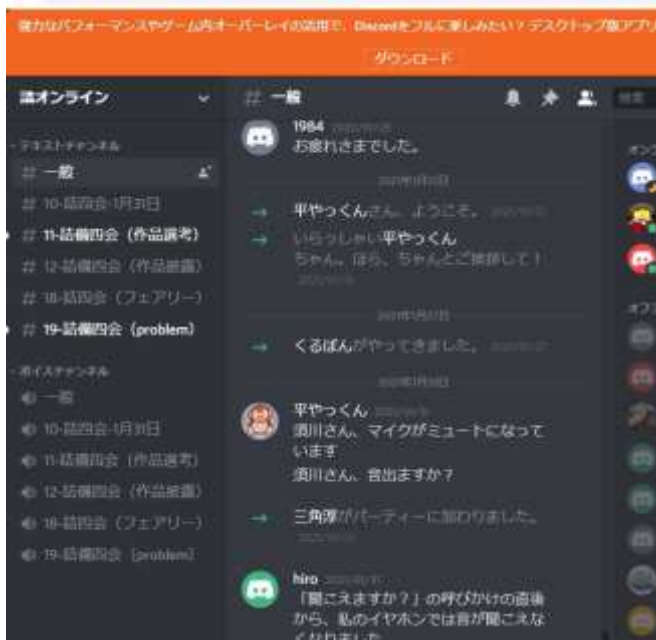 強力なパフォーマンスやゲーム内オーバーレイの活用で、Discordをフルに楽しみたい？デスクトップ版アプリ
ダウンロード
オンライン
# 一般
テキストチャンネル
# 一般
# 10-詰四会-1月31日
# 11-詰備四会（作品選考）
# 12-詰備四会（作品披露）
# 18-詰四会（フェアリー）
# 19-詰備四会（problem）
ボイスチャンネル
一般
10-詰四会-1月31日
11-詰備四会（作品選考）
12-詰備四会（作品披露）
18-詰四会（フェアリー）
19-詰備四会（problem）
1984
お疲れさまでした。
平やっくんさん、ようこそ。
いらっしゃい平やっくん
ちゃん。ほら、ちゃんとご挨拶して！
くるぱんがやってきました。
平やっくん
須川さん、マイクがミュートになって
います
須川さん、音出ますか？
三角淳がパーティーに加わりました。
hiro
「聞こえますか？」の呼びかけの直後
から、私のイヤホンでは音が聞こえな
くなりました